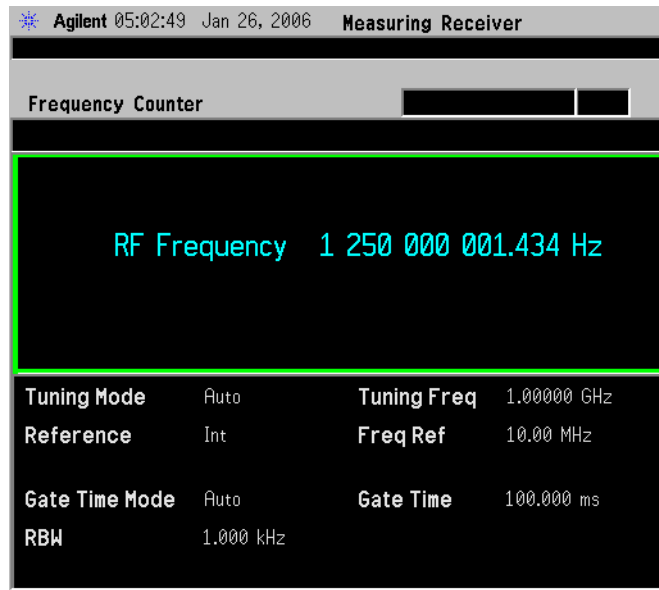 Agilent 05:02:49 Jan 26, 2006 Measuring Receiver
Frequency Counter
RF Frequency 1 250 000 001.434 Hz
Tuning Mode Auto Tuning Freq 1.00000 GHz
Reference Int Freq Ref 10.00 MHz
Gate Time Mode Auto Gate Time 100.000 ms
RBW 1.000 kHz